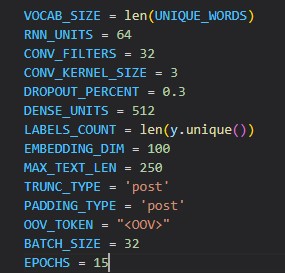 VOCAB_SIZE = len(UNIQUE_WORDS)
RNN_UNITS = 64
CONV_FILTERS = 32
CONV_KERNEL_SIZE = 3
DROPOUT_PERCENT = 0.3
DENSE_UNITS = 512
LABELS_COUNT = len(y.unique())
EMBEDDING_DIM = 100
MAX_TEXT_LEN = 250
TRUNC_TYPE = 'post'
PADDING_TYPE = 'post'
OOV_TOKEN = "<OOV>"
BATCH_SIZE = 32
EPOCHS = 15